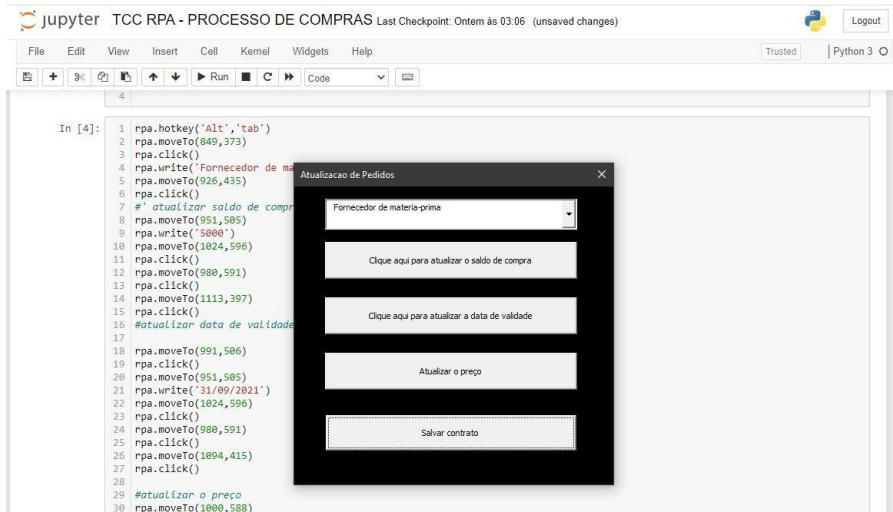 jupyter TCC RPA - PROCESSO DE COMPRAS Last Checkpoint: Ontem às 03:06 (unsaved changes)
Logout
File Edit View Insert Cell Kernel Widgets Help
Trusted Python 3
Run Code
4
In [4]:
1 rpa.hotkey('Alt','tab')
2 rpa.moveTo(849,373)
3 rpa.click()
4 rpa.write('Fornecedor de ma
5 rpa.moveTo(926,435)
6 rpa.click()
7 #' atualizar saldo de compr
8 rpa.moveTo(951,505)
9 rpa.write('5000')
10 rpa.moveTo(1024,596)
11 rpa.click()
12 rpa.moveTo(980,591)
13 rpa.click()
14 rpa.moveTo(1113,397)
15 rpa.click()
16 #atualizar data de validade
17
18 rpa.moveTo(991,506)
19 rpa.click()
20 rpa.moveTo(951,505)
21 rpa.write('31/09/2021')
22 rpa.moveTo(1024,596)
23 rpa.click()
24 rpa.moveTo(980,591)
25 rpa.click()
26 rpa.moveTo(1094,415)
27 rpa.click()
28
29 #atualizar o preço
30 rpa.moveTo(1000,588)
Atualizacao de Pedidos
Fornecedor de materia-prima
Clique aqui para atualizar o saldo de compra
Clique aqui para atualizar a data de validade
Atualizar o preço
Salvar contrato